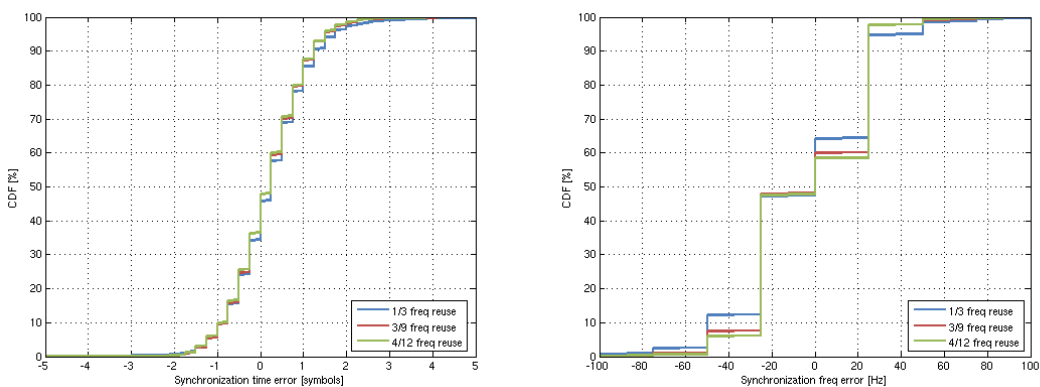 100
90
80
70
60
50
40
30
20
10
0
CDF [%]
-5 -4 -3 -2 -1 0 1 2 3 4 5
Synchronization time error [symbols]
1/3 freq reuse
3/9 freq reuse
4/12 freq reuse
100
90
80
70
60
50
40
30
20
10
0
CDF [%]
-100 -80 -60 -40 -20 0 20 40 60 80 100
Synchronization freq error [Hz]
1/3 freq reuse
3/9 freq reuse
4/12 freq reuse